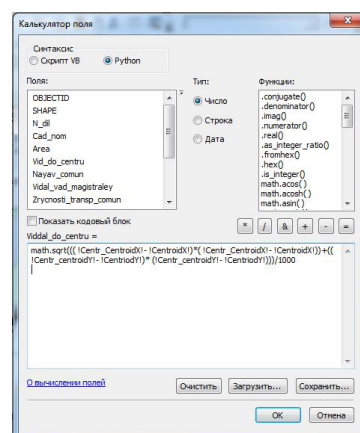 Калькулятор поля
Синтаксис
Скрипт VB
Python
Поля:
Тип:
Функции:
OBJECTID
SHAPE
N_dil
Cad_nom
Area
Vid_do_centru
Nayav_comun
Vidal_vad_magistraley
Zrycnosti_transp_comun
Число
Строка
Дата
.conjugate()
.denominator()
.imag()
.numerator()
.real()
.as_integer_ratio()
.fromhex()
.hex()
.is_integer()
math.acos()
math.acosh()
math.asin()
Показать кодовый блок
* / & + - =
Viddal_do_centru =
math.sqrt((( !Centr_CentroidX!- !CentroidX!)*( !Centr_CentroidX!- !CentroidX!))+((
!Centr_centroidY!- !CentriodY!)* (!Centr_centroidY!- !CentriodY!)))/1000
О вычислении полей
Очистить
Загрузить...
Сохранить...
OK
Отмена